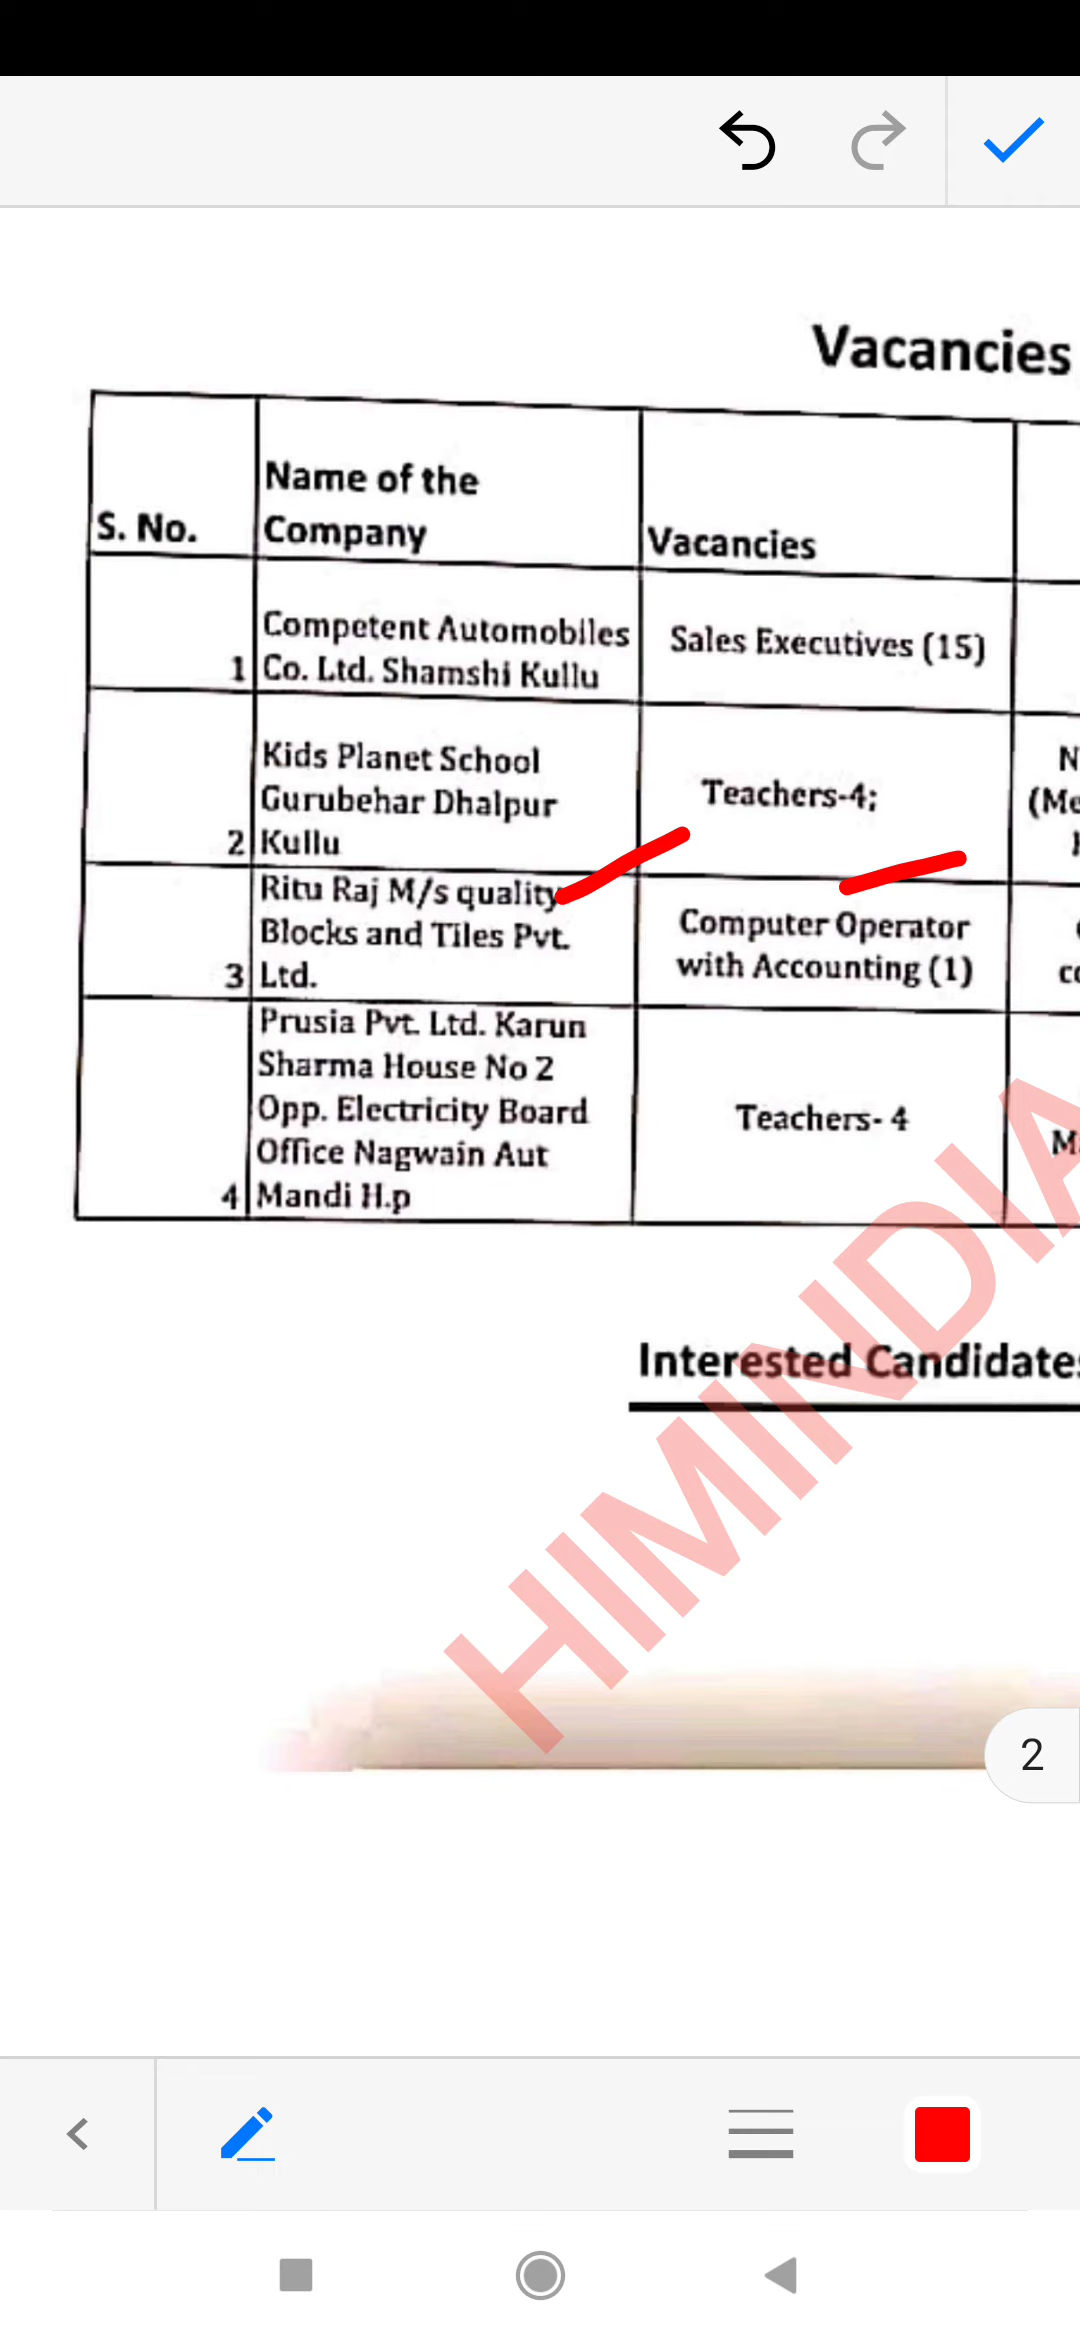 Vacancies
S. No.
Name of the
Company
Vacancies
1
Competent Automobiles
Co. Ltd. Shamshi Kullu
Sales Executives (15)
2
Kids Planet School
Gurubehar Dhalpur
Kullu
Teachers-4;
N
(Me
3
Ritu Raj M/s quality
Blocks and Tiles Pvt.
Ltd.
Computer Operator
with Accounting (1)
co
4
Prusia Pvt. Ltd. Karun
Sharma House No 2
Opp. Electricity Board
Office Nagwain Aut
Mandi H.p
Teachers- 4
M
Interested Candidates
HIMINDIA
2